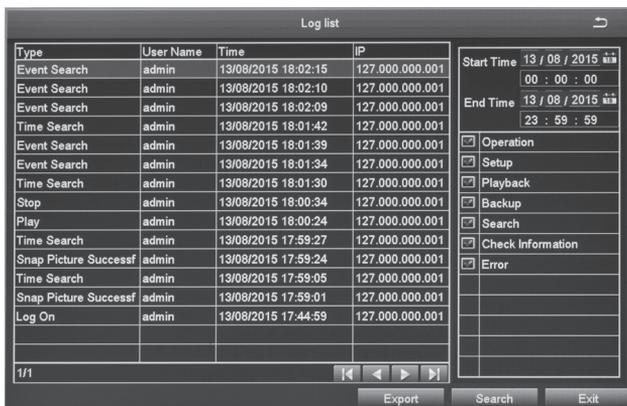 Log list
Type User Name Time IP
Event Search admin 13/08/2015 18:02:15 127.000.000.001
Event Search admin 13/08/2015 18:02:10 127.000.000.001
Event Search admin 13/08/2015 18:02:09 127.000.000.001
Time Search admin 13/08/2015 18:01:42 127.000.000.001
Event Search admin 13/08/2015 18:01:39 127.000.000.001
Event Search admin 13/08/2015 18:01:34 127.000.000.001
Time Search admin 13/08/2015 18:01:30 127.000.000.001
Stop admin 13/08/2015 18:00:34 127.000.000.001
Play admin 13/08/2015 18:00:24 127.000.000.001
Time Search admin 13/08/2015 17:59:27 127.000.000.001
Snap Picture Successf admin 13/08/2015 17:59:24 127.000.000.001
Time Search admin 13/08/2015 17:59:05 127.000.000.001
Snap Picture Successf admin 13/08/2015 17:59:01 127.000.000.001
Log On admin 13/08/2015 17:44:59 127.000.000.001
1/1
Start Time 13 / 08 / 2015
00 : 00 : 00
End Time 13 / 08 / 2015
23 : 59 : 59
Operation
Setup
Playback
Backup
Search
Check Information
Error
Export Search Exit